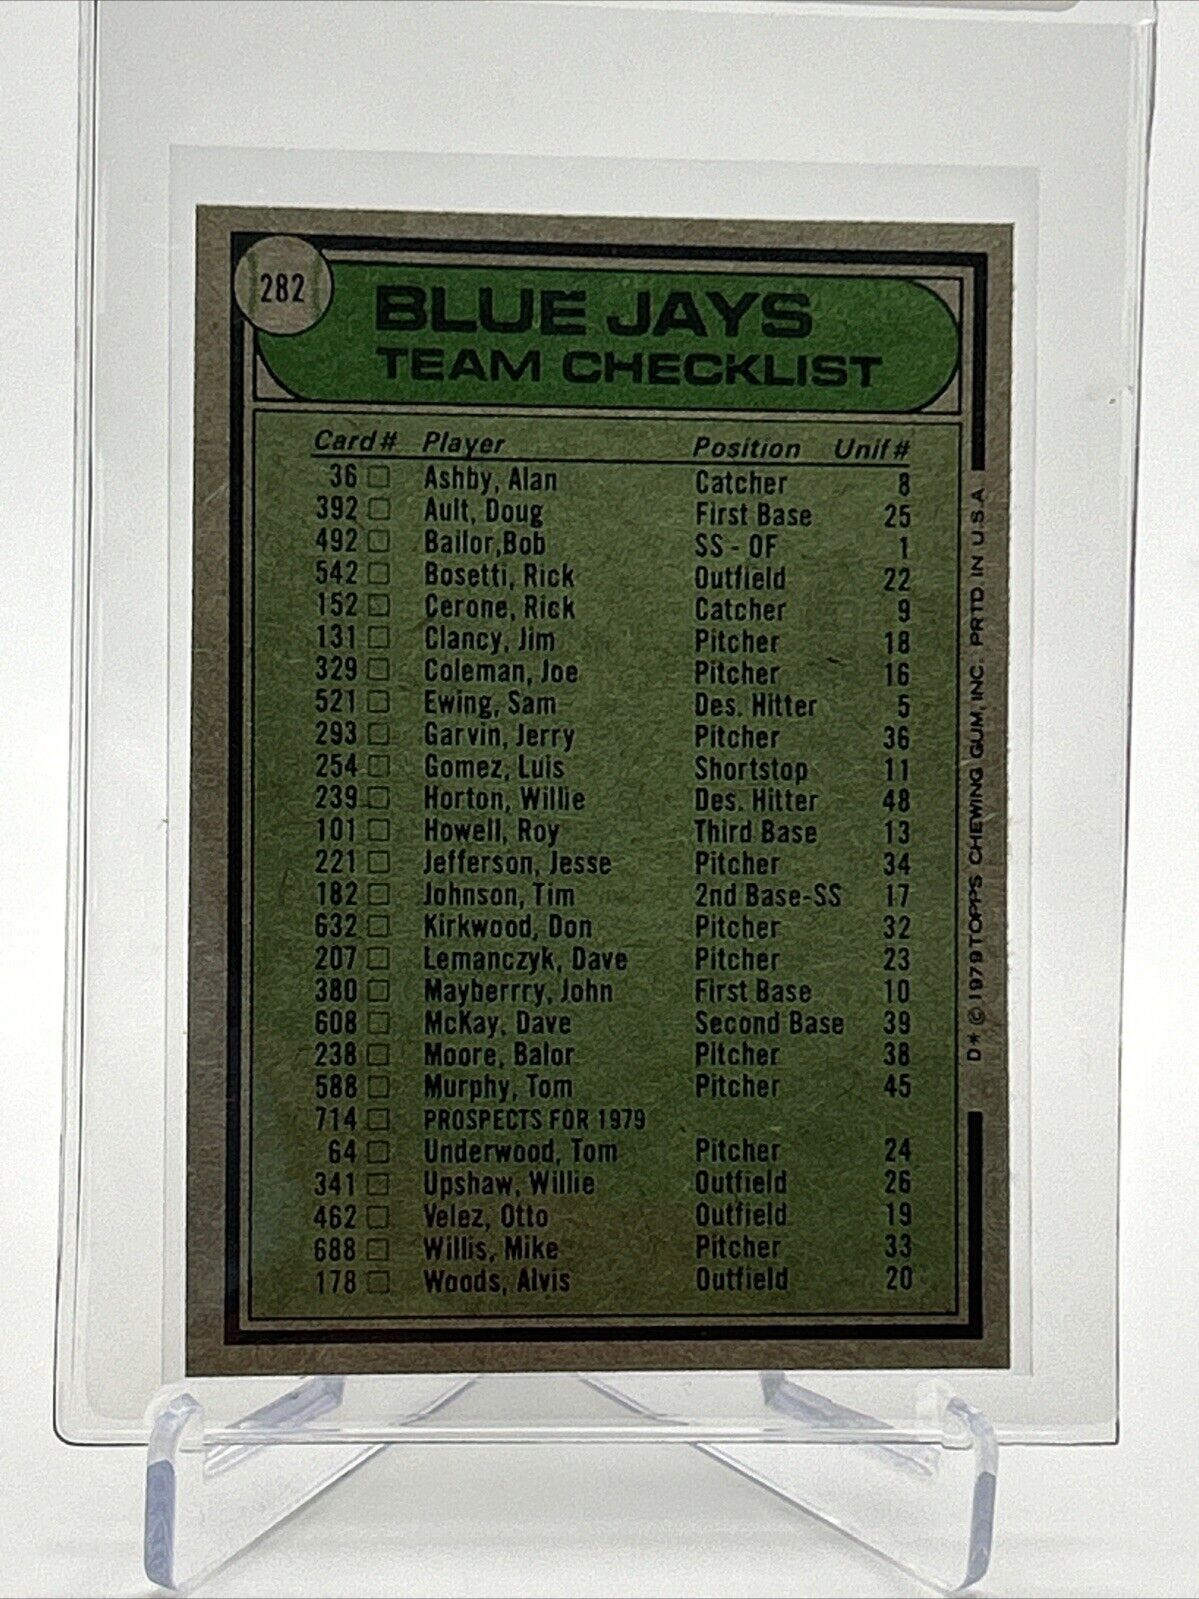 282
BLUE JAYS
TEAM CHECKLIST
Card# Player Position Unif#
36 Ashby, Alan Catcher 8
392 Ault, Doug First Base 25
492 Bailor,Bob SS - OF 1
542 Bosetti, Rick Outfield 22
152 Cerone, Rick Catcher 9
131 Clancy, Jim Pitcher 18
329 Coleman, Joe Pitcher 16
521 Ewing, Sam Des. Hitter 5
293 Garvin, Jerry Pitcher 36
254 Gomez, Luis Shortstop 11
239 Horton, Willie Des. Hitter 48
101 Howell, Roy Third Base 13
221 Jefferson, Jesse Pitcher 34
182 Johnson, Tim 2nd Base-SS 17
632 Kirkwood, Don Pitcher 32
207 Lemanczyk, Dave Pitcher 23
380 Mayberrry, John First Base 10
608 McKay, Dave Second Base 39
238 Moore, Balor Pitcher 38
588 Murphy, Tom Pitcher 45
714 PROSPECTS FOR 1979
64 Underwood, Tom Pitcher 24
341 Upshaw, Willie Outfield 26
462 Velez, Otto Outfield 19
688 Willis, Mike Pitcher 33
178 Woods, Alvis Outfield 20
D* © 1979 TOPPS CHEWING GUM, INC. PRTD. IN U.S.A